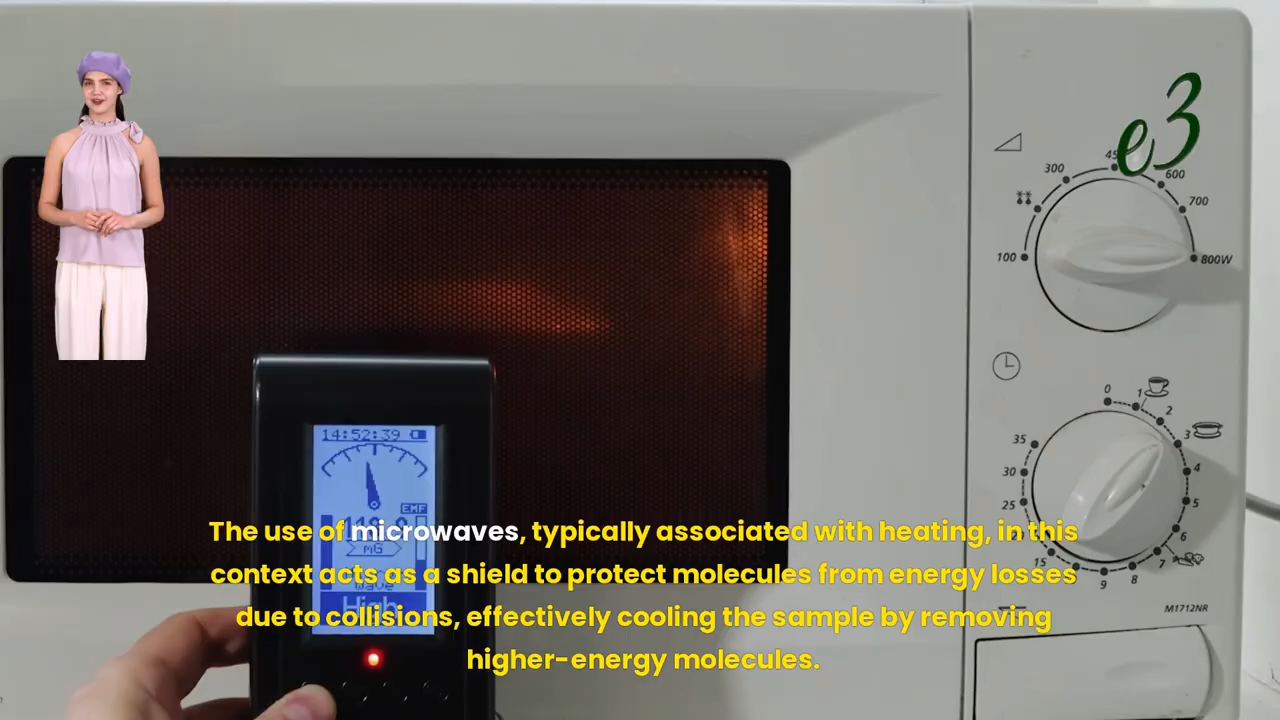 e3
45
300
600
700
100
800W
0
1
2
35
3
30
4
25
5
6
15
7
9
8
14:52:39
EMF
mG
High
M1712NR
The use of microwaves, typically associated with heating, in this
context acts as a shield to protect molecules from energy losses
due to collisions, effectively cooling the sample by removing
higher-energy molecules.